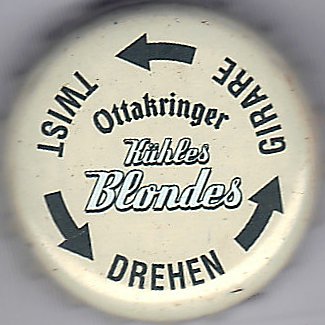 TWIST
GIRARE
Ottakringer
Kühles
Blondes
DREHEN